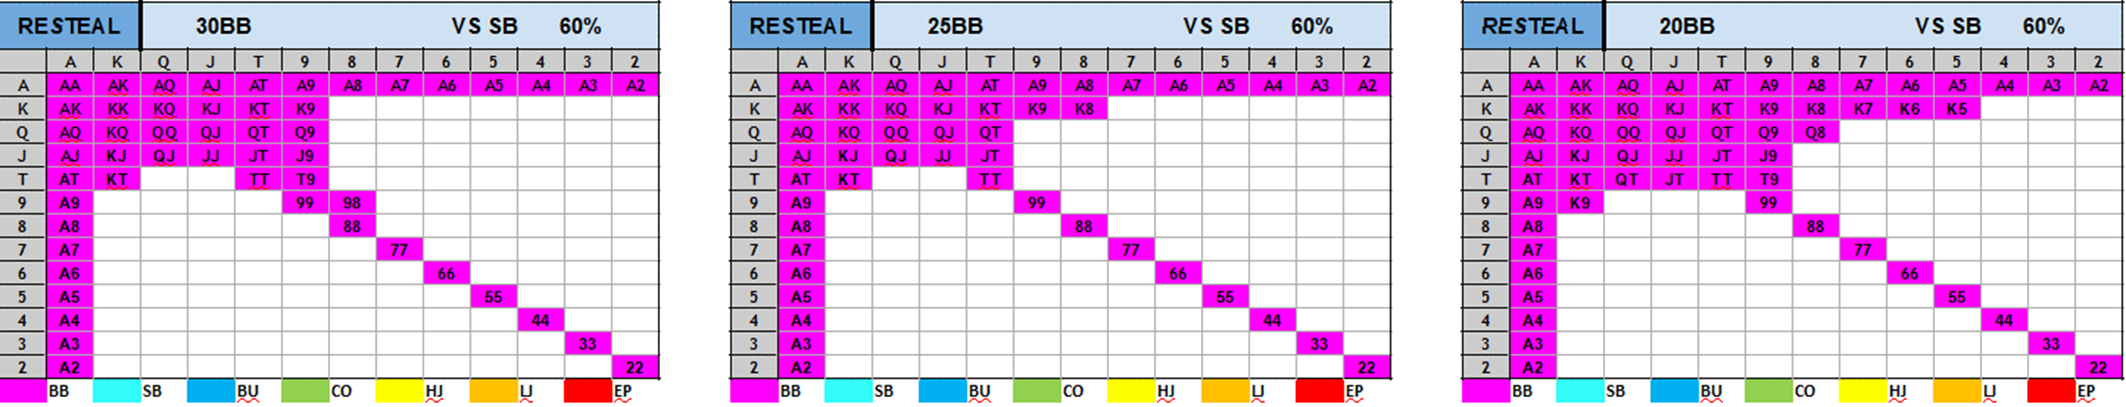 RESTEAL 30BB VS SB 60%
A K Q J T 9 8 7 6 5 4 3 2
A AA AK AQ AJ AT A9 A8 A7 A6 A5 A4 A3 A2
K AK KK KQ KJ KT K9
Q AQ KQ QQ QJ QT Q9
J AJ KJ QJ JJ JT J9
T AT KT TT T9
9 A9 99 98
8 A8 88
7 A7 77
6 A6 66
5 A5 55
4 A4 44
3 A3 33
2 A2 22
BB SB BU CO HJ LJ EP
RESTEAL 25BB VS SB 60%
A K Q J T 9 8 7 6 5 4 3 2
A AA AK AQ AJ AT A9 A8 A7 A6 A5 A4 A3 A2
K AK KK KQ KJ KT K9 K8
Q AQ KQ QQ QJ QT
J AJ KJ QJ JJ JT
T AT KT TT
9 A9 99
8 A8 88
7 A7 77
6 A6 66
5 A5 55
4 A4 44
3 A3 33
2 A2 22
BB SB BU CO HJ LJ EP
RESTEAL 20BB VS SB 60%
A K Q J T 9 8 7 6 5 4 3 2
A AA AK AQ AJ AT A9 A8 A7 A6 A5 A4 A3 A2
K AK KK KQ KJ KT K9 K8 K7 K6 K5
Q AQ KQ QQ QJ QT Q9 Q8
J AJ KJ QJ JJ JT J9
T AT KT QT JT TT T9
9 A9 K9 99
8 A8 88
7 A7 77
6 A6 66
5 A5 55
4 A4 44
3 A3 33
2 A2 22
BB SB BU CO HJ LJ EP